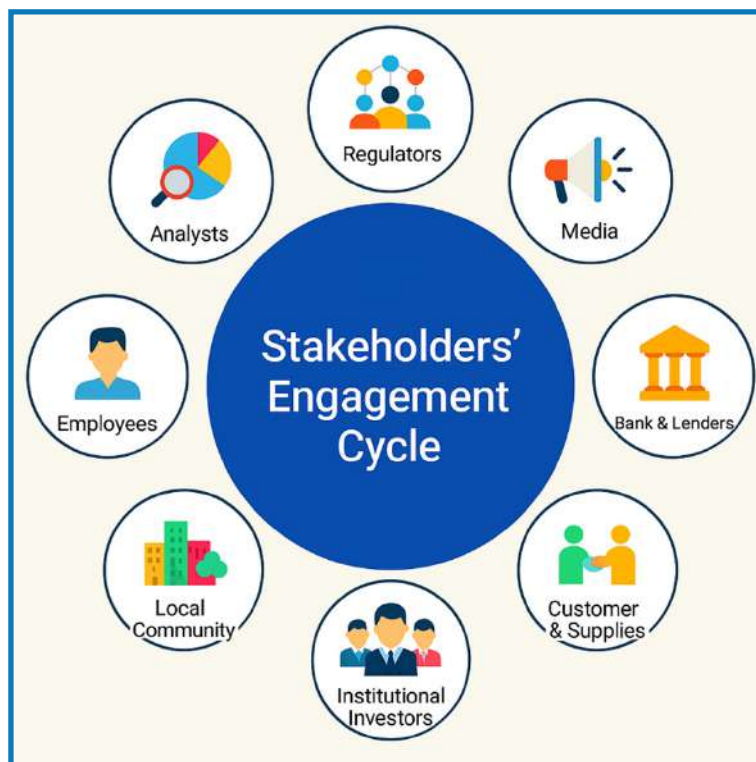 Regulators
Analysts
Media
Stakeholders’
Engagement
Cycle
Employees
Bank & Lenders
Local
Community
Customer
& Supplies
Institutional
Investors